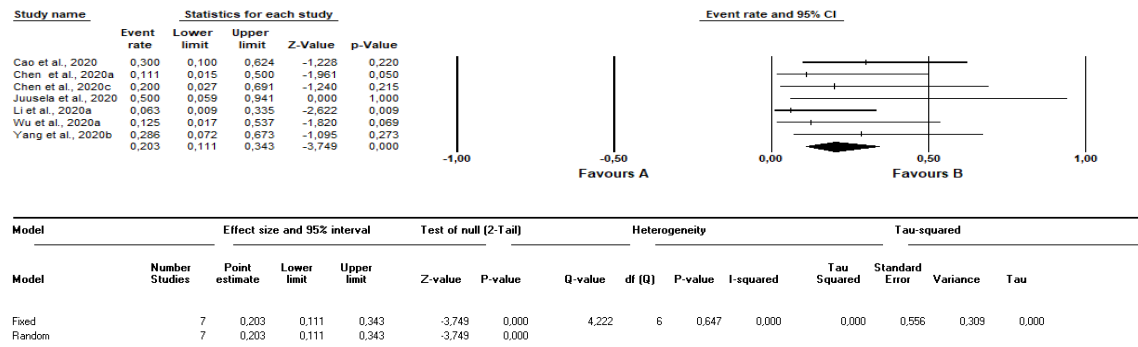 Study name Statistics for each study Event rate and 95% CI
Event Lower Upper
rate limit limit Z-Value p-Value
Cao et al., 2020 0,300 0,100 0,624 -1,228 0,220
Chen et al., 2020a 0,111 0,015 0,500 -1,961 0,050
Chen et al., 2020c 0,200 0,027 0,691 -1,240 0,215
Juusela et al., 2020 0,500 0,059 0,941 0,000 1,000
Li et al., 2020a 0,063 0,009 0,335 -2,622 0,009
Wu et al., 2020a 0,125 0,017 0,537 -1,820 0,069
Yang et al., 2020b 0,286 0,072 0,673 -1,095 0,273
0,203 0,111 0,343 -3,749 0,000
-1,00 -0,50 0,00 0,50 1,00
Favours A Favours B
Model Effect size and 95% interval Test of null (2-Tail) Heterogeneity Tau-squared
Number Point Lower Upper Tau Standard
Model Studies estimate limit limit Z-value P-value Q-value df (Q) P-value I-squared Squared Error Variance Tau
Fixed 7 0,203 0,111 0,343 -3,749 0,000 4,222 6 0,647 0,000 0,000 0,556 0,309 0,000
Random 7 0,203 0,111 0,343 -3,749 0,000